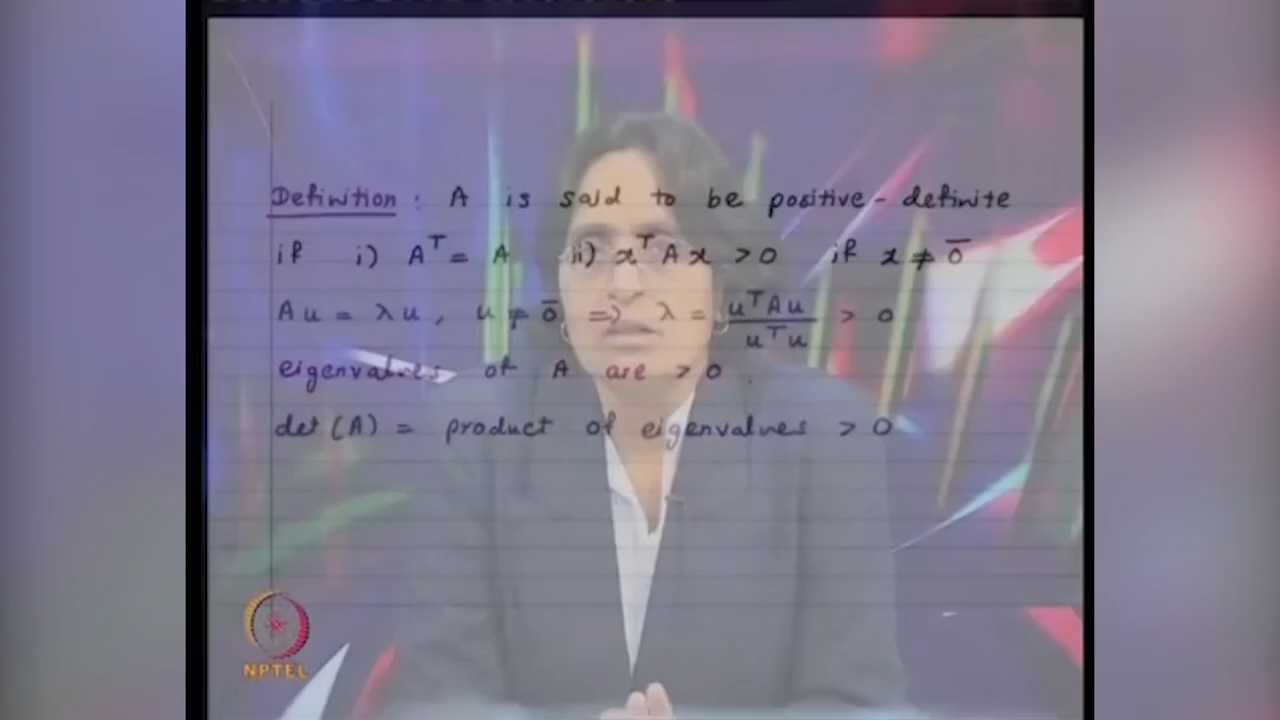 Definition : A is said to be positive-definite
if i) Aᵀ = A ii) xᵀAx > 0 if x ≠ 0̄
Au = λu, u ≠ 0̄ => λ = uᵀAu / uᵀu > 0
eigenvalues of A are > 0.
det(A) = product of eigenvalues > 0
NPTEL